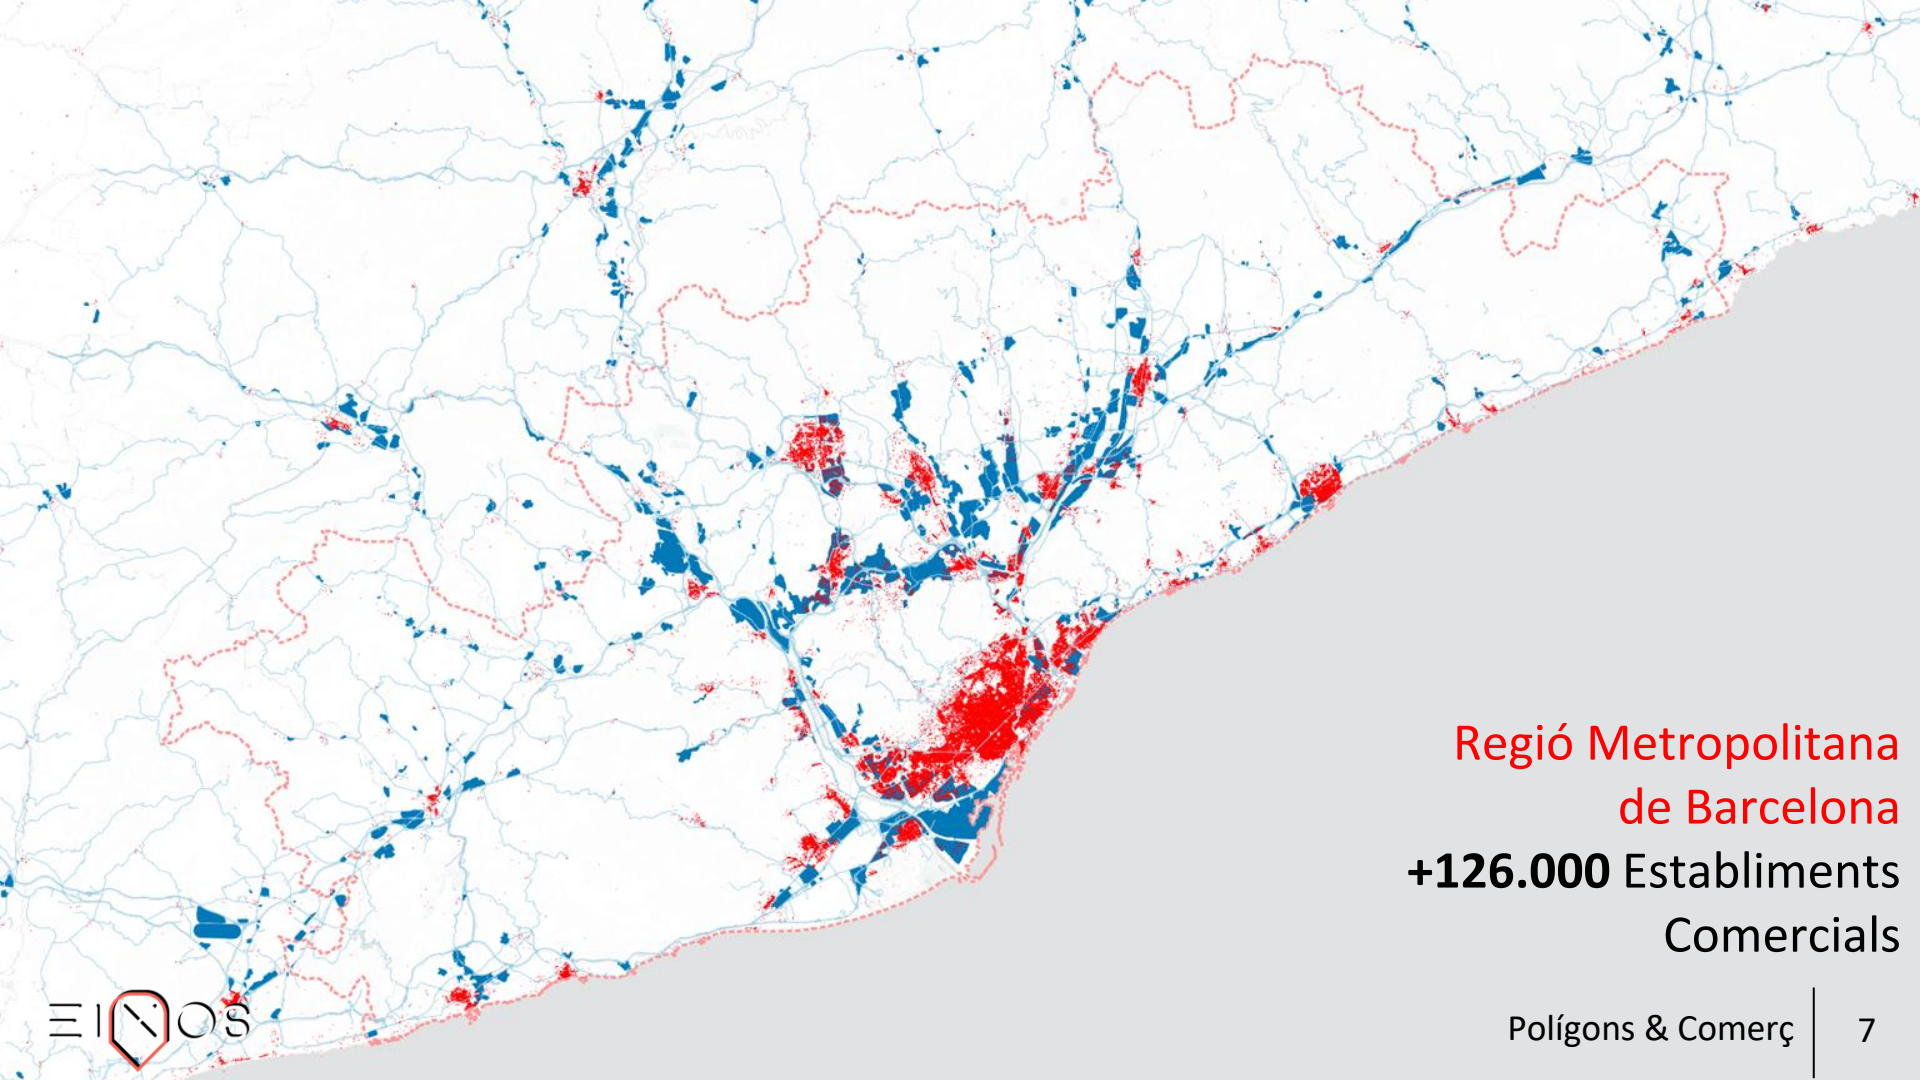 Regió Metropolitana
de Barcelona
+126.000 Establiments
Comercials
EINOS
Polígons & Comerç
7